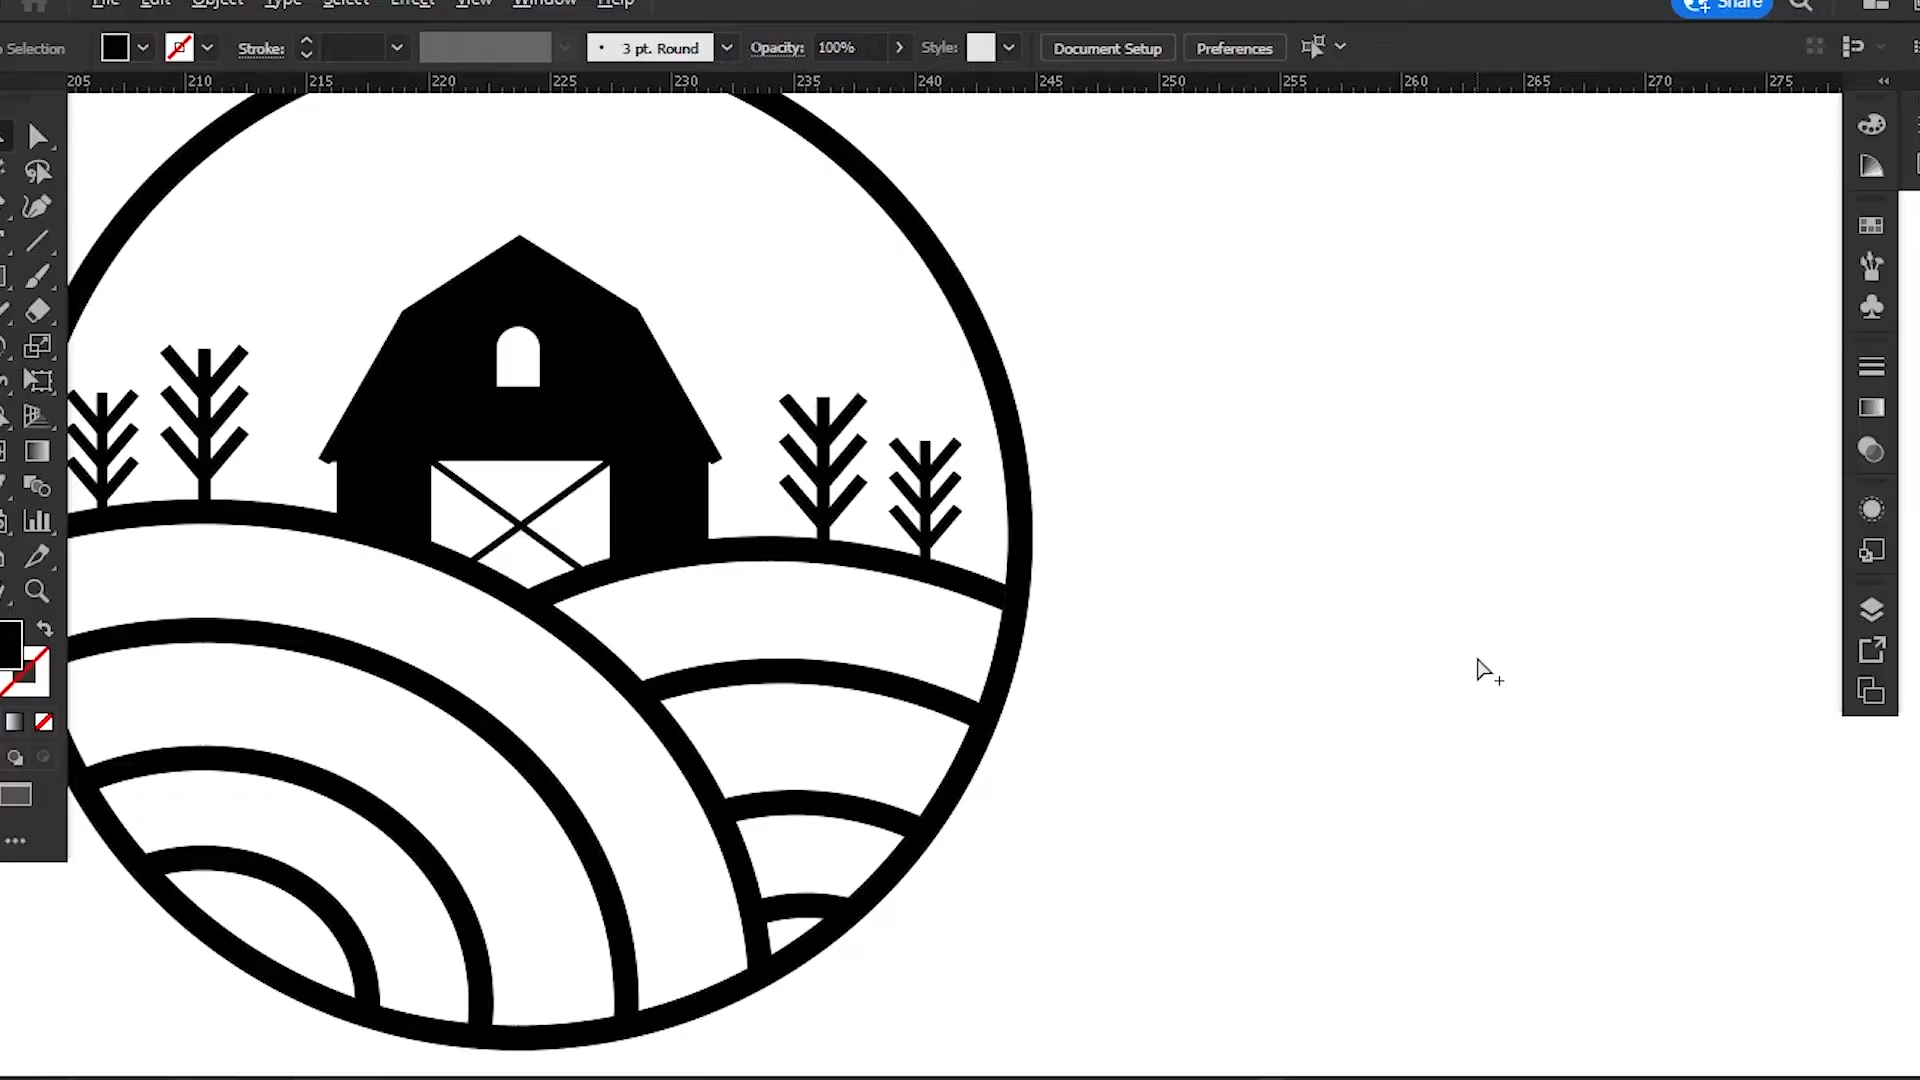 File Edit Object Type Select Effect View Window Help Share
Selection Stroke: 3 pt. Round Opacity: 100% Style: Document Setup Preferences
205 210 215 220 225 230 235 240 245 250 255 260 265 270 275